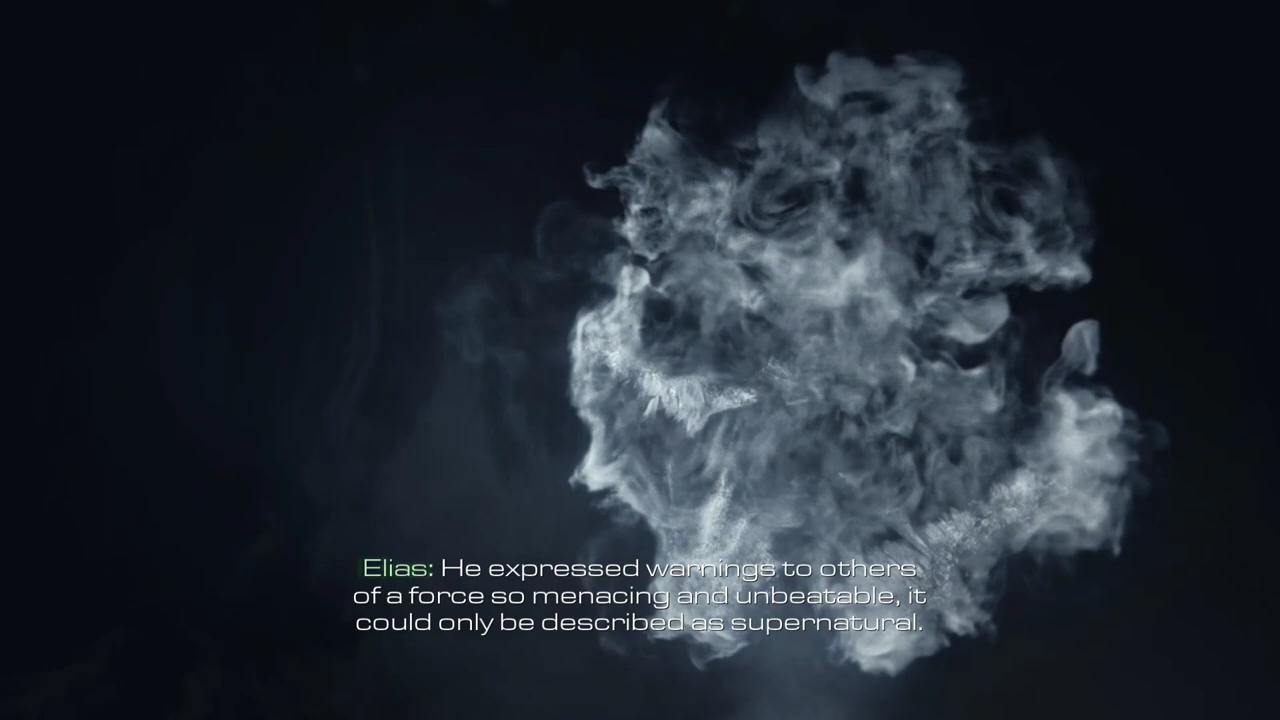 Elias: He expressed warnings to others
of a force so menacing and unbeatable, it
could only be described as supernatural.